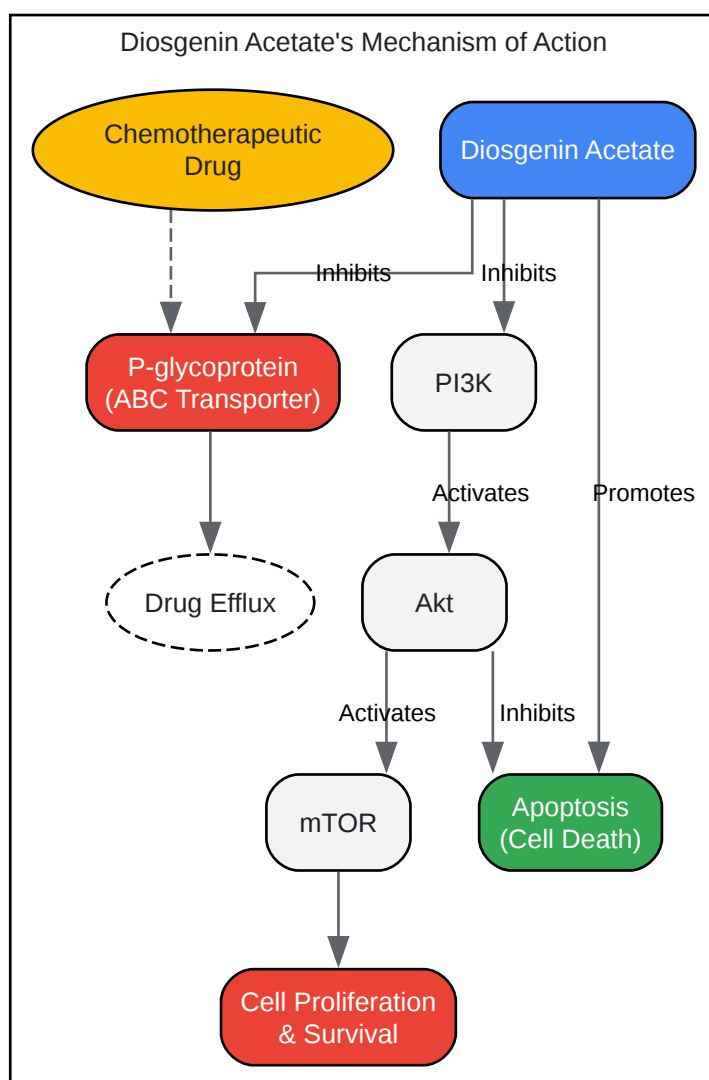 Diosgenin Acetate's Mechanism of Action
Chemotherapeutic
Drug
Diosgenin Acetate
Inhibits
Inhibits
P-glycoprotein
(ABC Transporter)
PI3K
Activates
Promotes
Drug Efflux
Akt
Activates
Inhibits
mTOR
Apoptosis
(Cell Death)
Cell Proliferation
& Survival